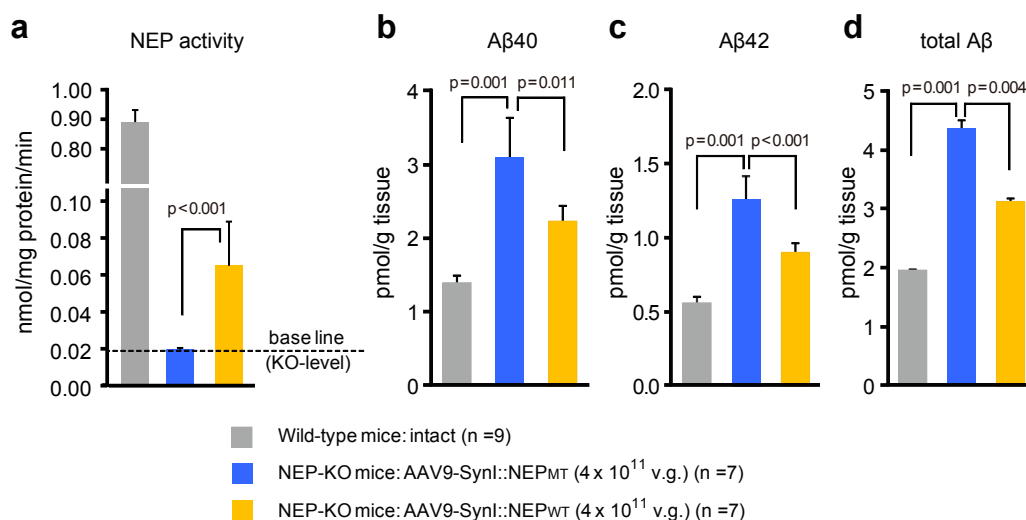 a
NEP activity
nmol/mg protein/min
1.00
0.90
0.80
0.10
0.08
0.06
0.04
0.02
0.00
p<0.001
base line
(KO-level)
b
Aβ40
pmol/g tissue
4
3
2
1
0
p=0.001
p=0.011
c
Aβ42
pmol/g tissue
2.0
1.5
1.0
0.5
0.0
p=0.001
p<0.001
d
total Aβ
pmol/g tissue
5
4
3
2
1
0
p=0.001
p=0.004
Wild-type mice: intact (n =9)
NEP-KO mice: AAV9-SynI::NEPMT (4 x 10¹¹ v.g.) (n =7)
NEP-KO mice: AAV9-SynI::NEPWT (4 x 10¹¹ v.g.) (n =7)